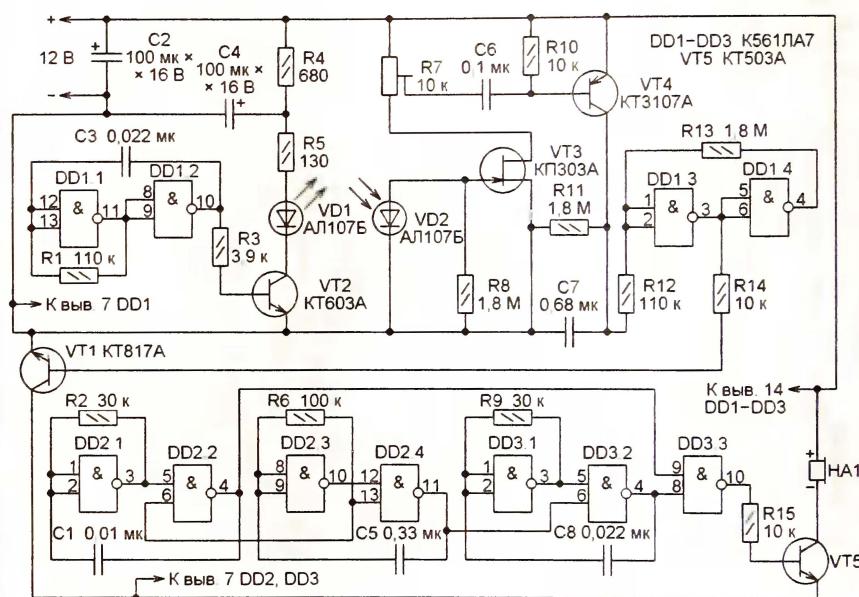 +
12 В
−
C2
100 мк ×
× 16 В
C4
100 мк ×
× 16 В
+
+
R4
680
R5
130
R7
10 к
C6
0,1 мк
R10
10 к
VT4
КТ3107А
DD1–DD3 К561ЛА7
VT5 КТ503А
C3 0,022 мк
DD1.1
&
12
13
11
DD1.2
&
8
9
10
R1 110 к
R3
3,9 к
VD1
АЛ107Б
VT2
КТ603А
VD2
АЛ107Б
VT3
КП303А
R11
1,8 М
R8
1,8 М
C7
0,68 мк
R13 1,8 М
DD1.3
&
1
2
3
DD1.4
&
5
6
4
R12
110 к
R14
10 к
К выв. 7 DD1
VT1 КТ817А
R2 30 к
DD2.1
&
1
2
3
DD2.2
&
5
6
4
C1 0,01 мк
R6 100 к
DD2.3
&
8
9
10
DD2.4
&
12
13
11
C5 0,33 мк
R9 30 к
DD3.1
&
1
2
3
DD3.2
&
5
6
4
C8 0,022 мк
DD3.3
&
9
8
10
R15
10 к
К выв. 14
DD1–DD3
+
HA1
−
VT5
К выв. 7 DD2, DD3